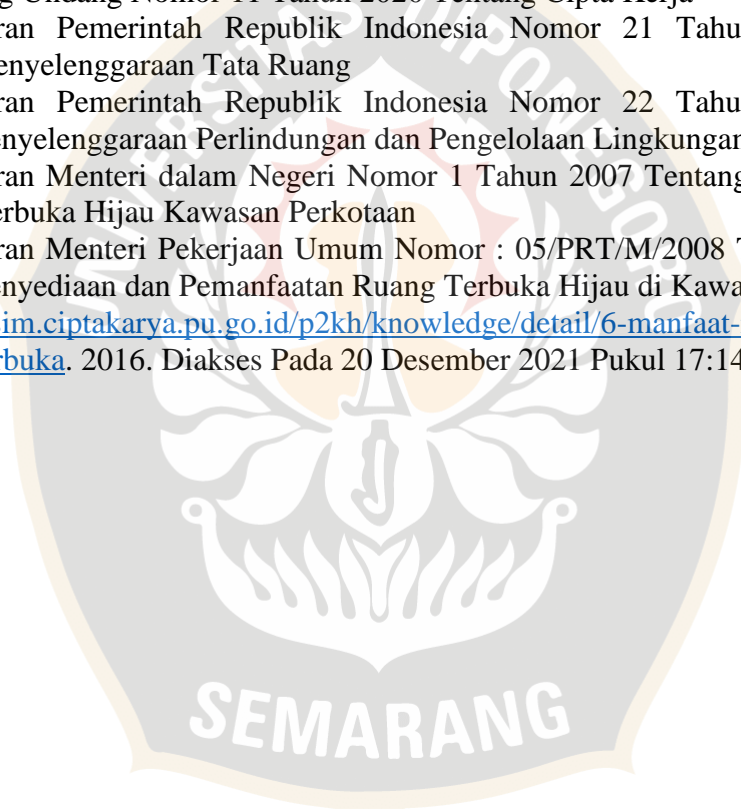 g Undang Nomor 11 Tahun 2020 Tentang Cipta Kerja
ran Pemerintah Republik Indonesia Nomor 21 Tahu
enyelenggaraan Tata Ruang
ran Pemerintah Republik Indonesia Nomor 22 Tahu
enyelenggaraan Perlindungan dan Pengelolaan Lingkungan
ran Menteri dalam Negeri Nomor 1 Tahun 2007 Tentang
erbuka Hijau Kawasan Perkotaan
ran Menteri Pekerjaan Umum Nomor : 05/PRT/M/2008 T
enyediaan dan Pemanfaatan Ruang Terbuka Hijau di Kawa
sim.ciptakarya.pu.go.id/p2kh/knowledge/detail/6-manfaat-
rbuka. 2016. Diakses Pada 20 Desember 2021 Pukul 17:14
UNIVERSITAS DIPONEGORO
SEMARANG